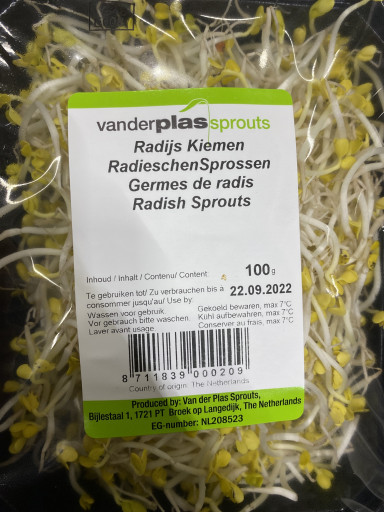 vanderplassprouts
Radijs Kiemen
RadieschenSprossen
Germes de radis
Radish Sprouts
Inhoud / Inhalt / Contenu/ Content 100g
Te gebruiken tot/ Zu verbrauchen bis a
consommer jusqu'au/ Use by: 22.09.2022
Wassen voor gebruik. Gekoeld bewaren, max 7°C
Vor gebrauch bitte waschen. Kühl aufbewahren, max 7°C
Laver avant usage. Conserver au frais, max 7°C
8 711839 000209
Country of origin: The Netherlands
Produced by: Van der Plas Sprouts,
Bijlestaal 1, 1721 PT Broek op Langedijk, The Netherlands
EG-number: NL208523